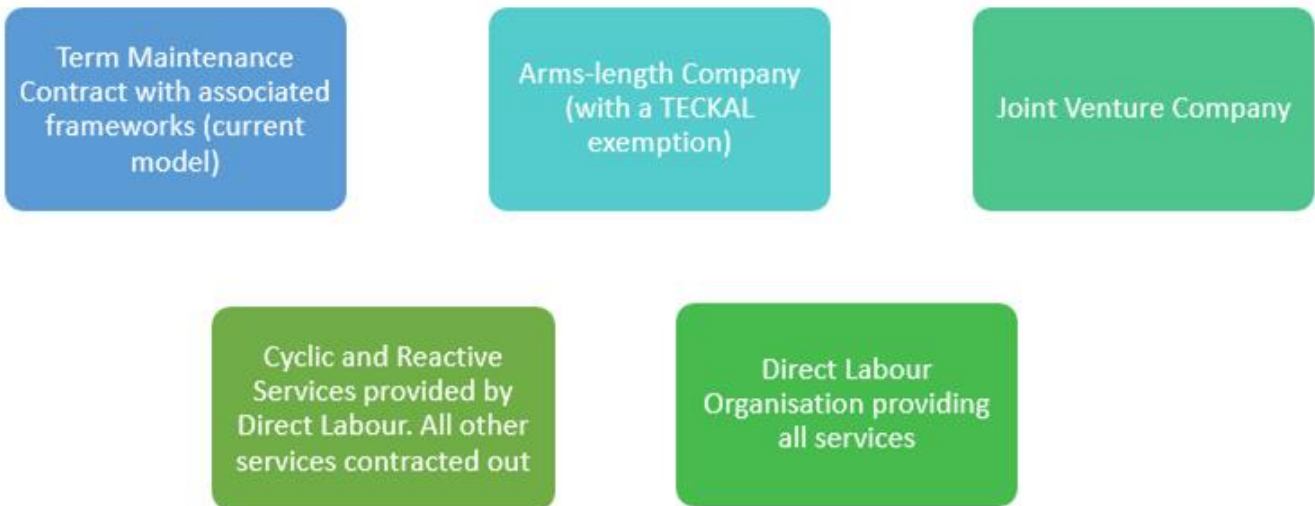 Term Maintenance
Contract with associated
frameworks (current
model)
Arms-length Company
(with a TECKAL
exemption)
Joint Venture Company
Cyclic and Reactive
Services provided by
Direct Labour. All other
services contracted out
Direct Labour
Organisation providing
all services